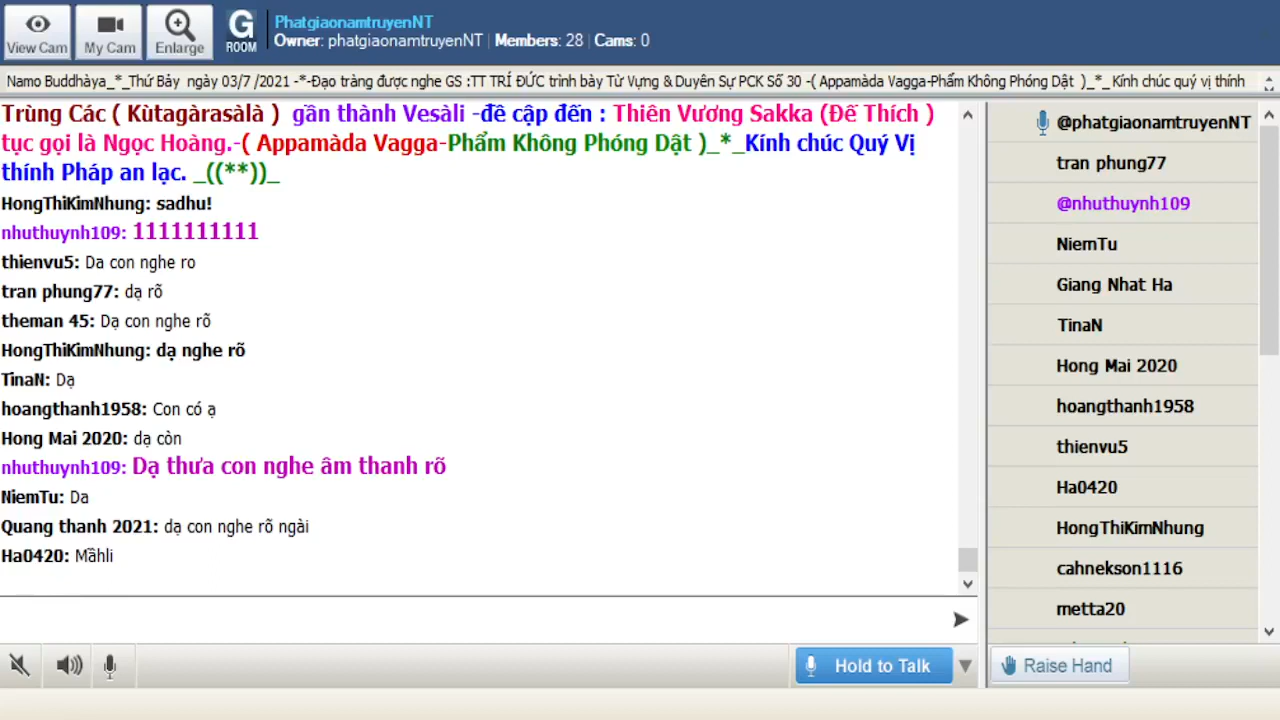 View Cam
My Cam
Enlarge
G
ROOM
PhatgiaonamtruyenNT
Owner: phatgiaonamtruyenNT | Members: 28 | Cams: 0
Namo Buddhàya_*_Thứ Bảy ngày 03/7 /2021 -*-Đạo tràng được nghe GS :TT TRÍ ĐỨC trình bày Từ Vựng & Duyên Sự PCK Số 30 -( Appamàda Vagga-Phẩm Không Phóng Dật )_*_Kính chúc quý vị thính
Trùng Các ( Kùtagàrasàlà ) gần thành Vesàli -đề cập đến : Thiên Vương Sakka (Đế Thích )
tục gọi là Ngọc Hoàng.-( Appamàda Vagga-Phẩm Không Phóng Dật )_*_Kính chúc Quý Vị
thính Pháp an lạc. _((**))_
HongThiKimNhung: sadhu!
nhuthuynh109: 1111111111
thienvu5: Da con nghe ro
tran phung77: dạ rõ
theman 45: Dạ con nghe rõ
HongThiKimNhung: dạ nghe rõ
TinaN: Dạ
hoangthanh1958: Con có ạ
Hong Mai 2020: dạ còn
nhuthuynh109: Dạ thưa con nghe âm thanh rõ
NiemTu: Da
Quang thanh 2021: dạ con nghe rõ ngài
Ha0420: Mầhli
Hold to Talk
@phatgiaonamtruyenNT
tran phung77
@nhuthuynh109
NiemTu
Giang Nhat Ha
TinaN
Hong Mai 2020
hoangthanh1958
thienvu5
Ha0420
HongThiKimNhung
cahnekson1116
metta20
Raise Hand